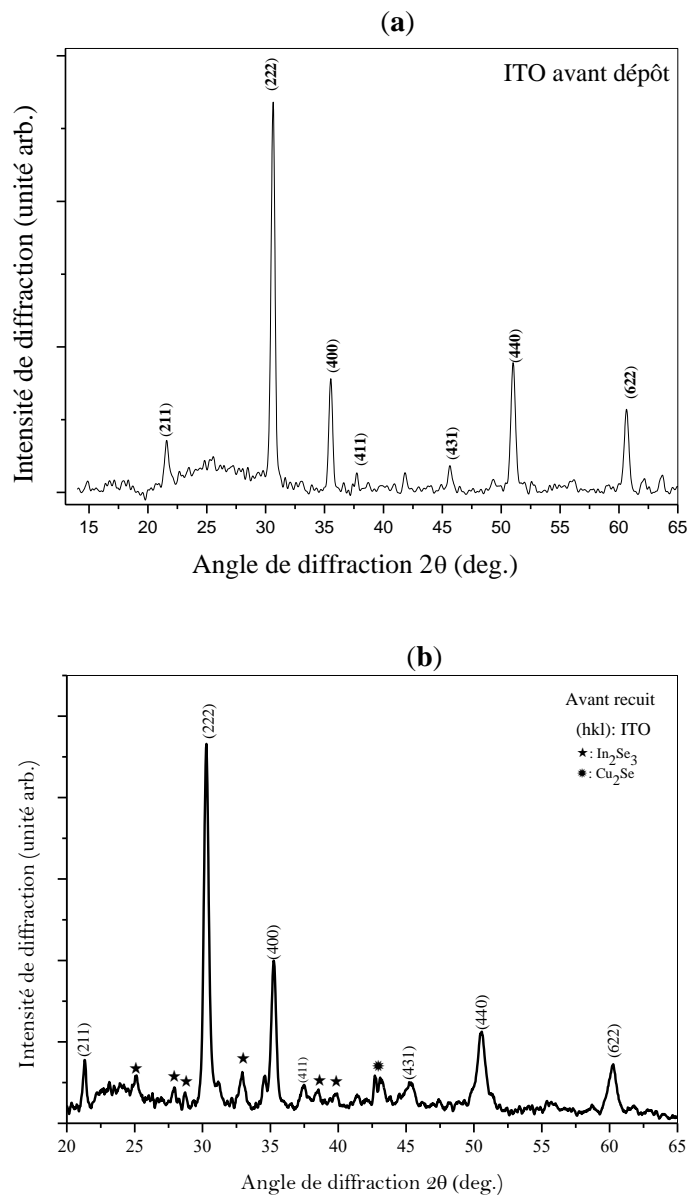 (a)
ITO avant dépôt
Intensité de diffraction (unité arb.)
(211)
(222)
(400)
(411)
(431)
(440)
(622)
15 20 25 30 35 40 45 50 55 60 65
Angle de diffraction 2θ (deg.)
(b)
Avant recuit
(hkl): ITO
★: In2Se3
✹: Cu2Se
Intensité de diffraction (unité arb.)
(211)
(222)
(400)
(411)
(431)
(440)
(622)
20 25 30 35 40 45 50 55 60 65
Angle de diffraction 2θ (deg.)